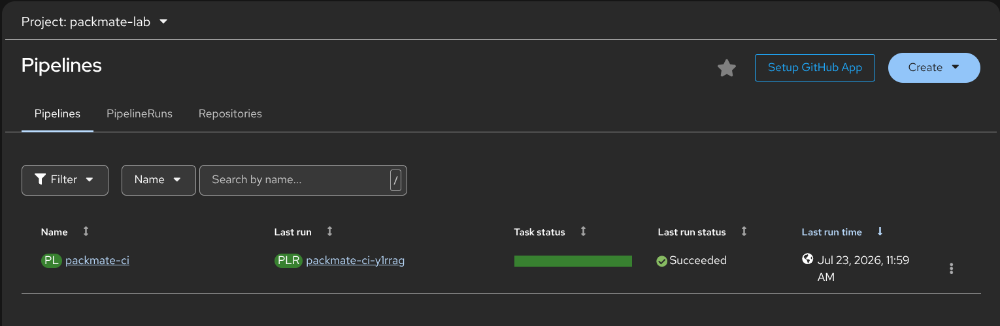 Project: packmate-lab
Pipelines
Setup GitHub App
Create
Pipelines PipelineRuns Repositories
Filter Name Search by name... /
Name Last run Task status Last run status Last run time
PL packmate-ci PLR packmate-ci-y1rrag Succeeded Jul 23, 2026, 11:59
AM